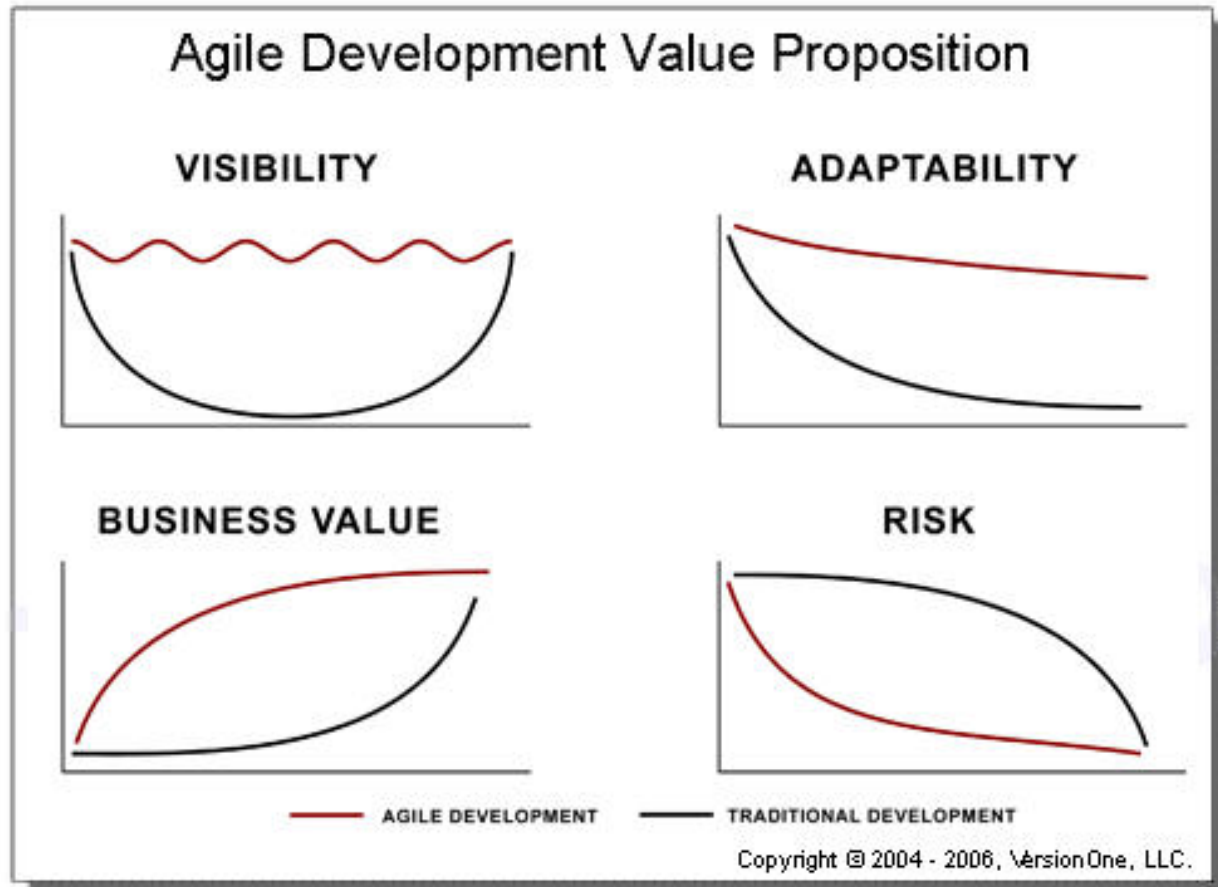 Agile Development Value Proposition
VISIBILITY
ADAPTABILITY
BUSINESS VALUE
RISK
AGILE DEVELOPMENT
TRADITIONAL DEVELOPMENT
Copyright © 2004 - 2006, VersionOne, LLC.